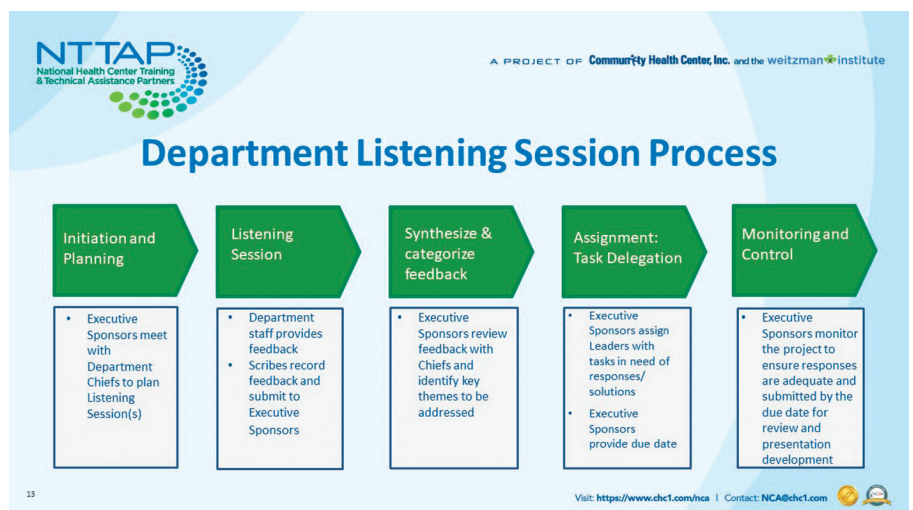 NTTAP
National Health Center Training
& Technical Assistance Partners
A PROJECT OF Community Health Center, Inc. and the weitzman institute
Department Listening Session Process
Initiation and
Planning
• Executive
Sponsors meet
with
Department
Chiefs to plan
Listening
Session(s)
Listening
Session
• Department
staff provides
feedback
• Scribes record
feedback and
submit to
Executive
Sponsors
Synthesize &
categorize
feedback
• Executive
Sponsors review
feedback with
Chiefs and
identify key
themes to be
addressed
Assignment:
Task Delegation
• Executive
Sponsors assign
Leaders with
tasks in need of
responses/
solutions
• Executive
Sponsors
provide due date
Monitoring and
Control
• Executive
Sponsors monitor
the project to
ensure responses
are adequate and
submitted by the
due date for
review and
presentation
development
13
Visit: https://www.chc1.com/nca | Contact: NCA@chc1.com